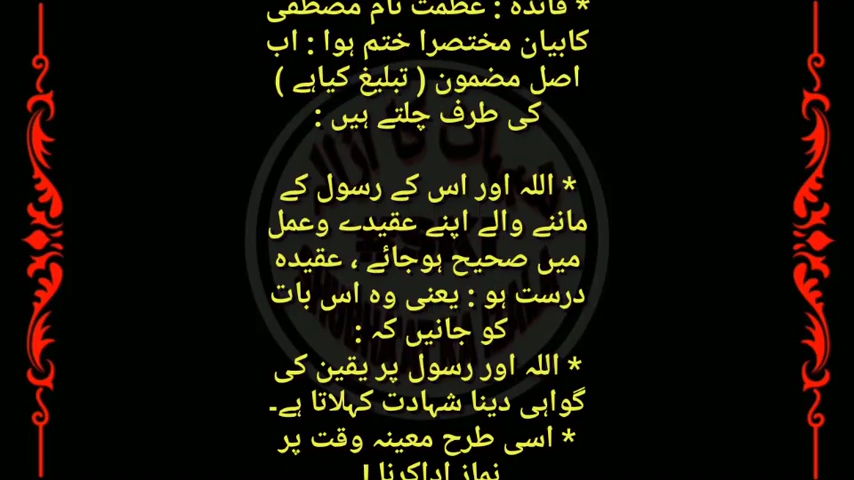 * فائدہ : عظمت نام مصطفی
کابیان مختصرا ختم ہوا : اب
اصل مضمون ( تبلیغ کیاہے )
کی طرف چلتے ہیں :
* اللہ اور اس کے رسول کے
ماننے والے اپنے عقیدے وعمل
میں صحیح ہوجائے ، عقیدہ
درست ہو : یعنی وہ اس بات
کو جانیں کہ :
* اللہ اور رسول پر یقین کی
گواہی دینا شہادت کہلاتا ہے۔
* اسی طرح معینہ وقت پر
نماز اداکرنا !